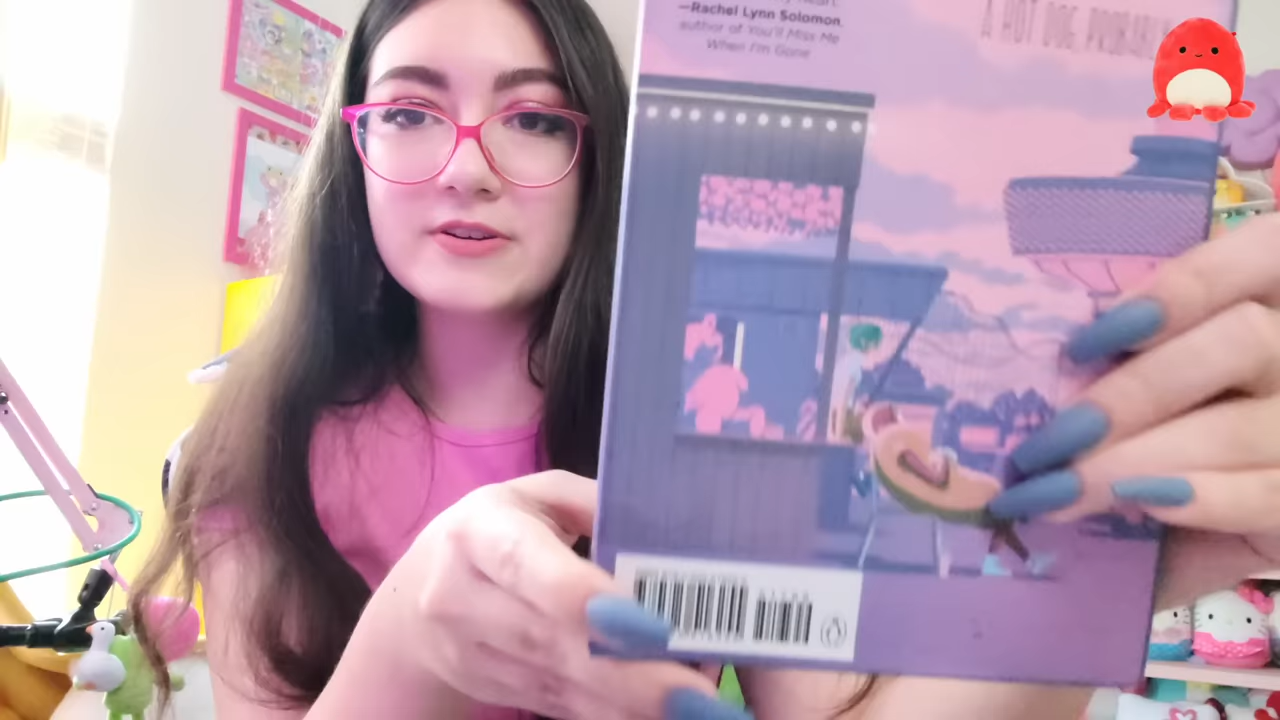 —Rachel Lynn Solomon,
author of You'll Miss Me
When I'm Gone
A HOT DOG, PROBABLY